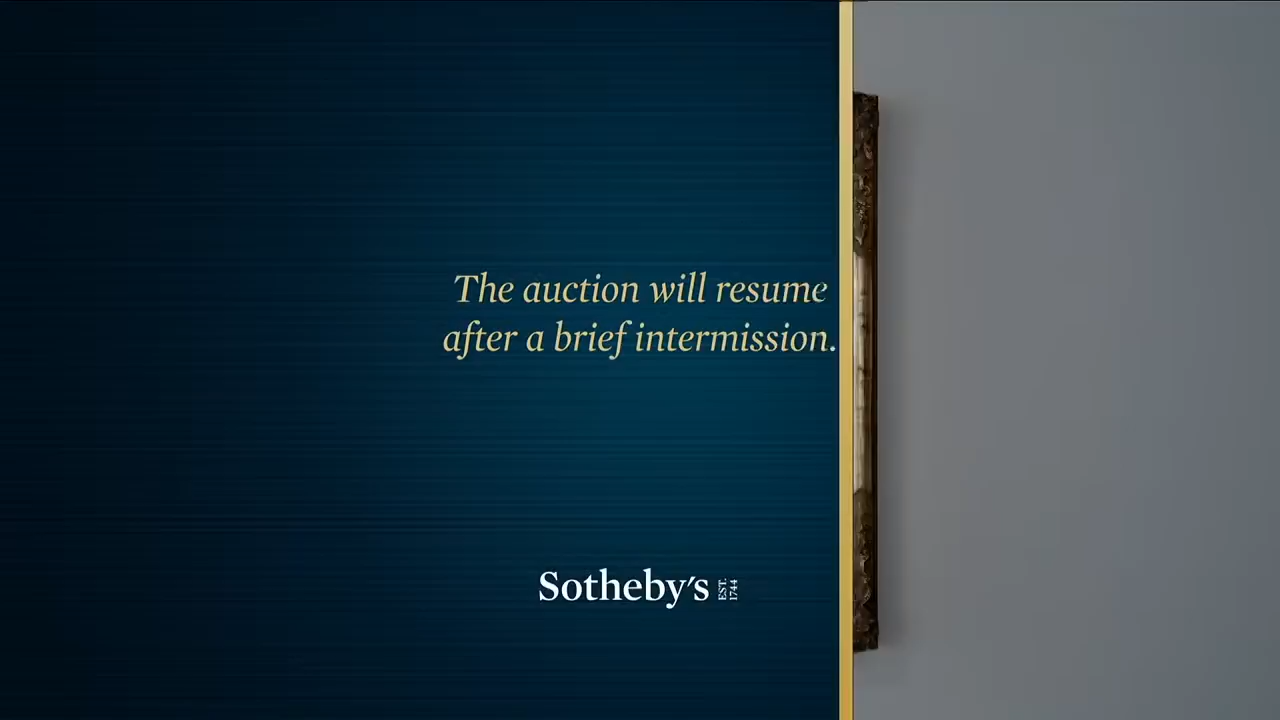 The auction will resume
after a brief intermission.
Sotheby's EST. 1744